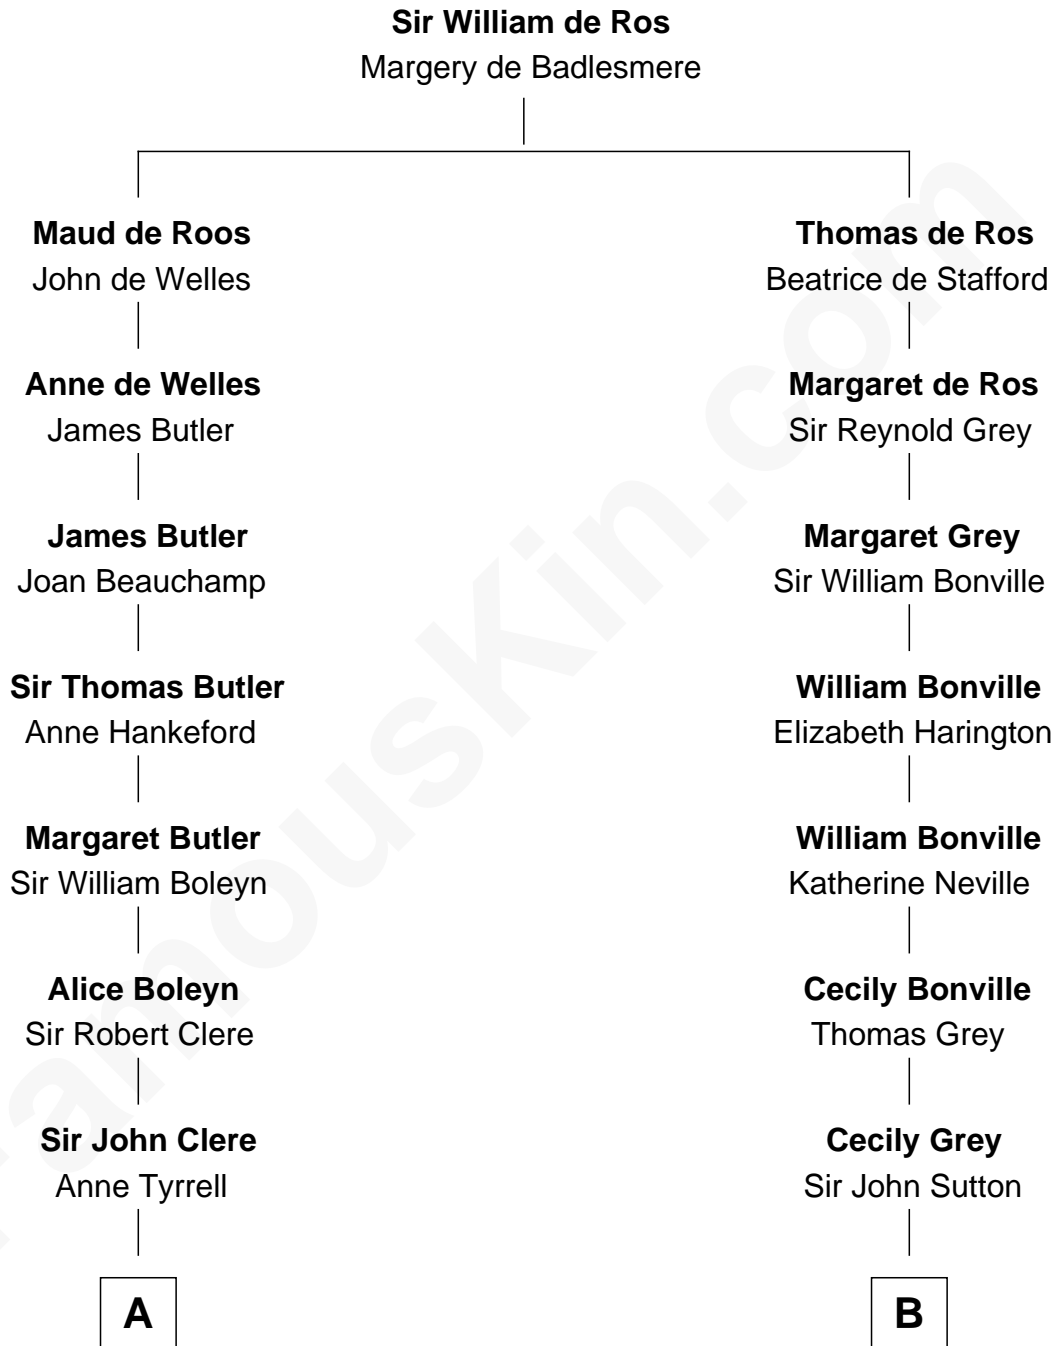 Sir William de Ros
Margery de Badlesmere
Maud de Roos
John de Welles
Thomas de Ros
Beatrice de Stafford
Anne de Welles
James Butler
Margaret de Ros
Sir Reynold Grey
James Butler
Joan Beauchamp
Margaret Grey
Sir William Bonville
Sir Thomas Butler
Anne Hankeford
William Bonville
Elizabeth Harington
Margaret Butler
Sir William Boleyn
William Bonville
Katherine Neville
Alice Boleyn
Sir Robert Clere
Cecily Bonville
Thomas Grey
Sir John Clere
Anne Tyrrell
Cecily Grey
Sir John Sutton
A
B
FamousKin.com